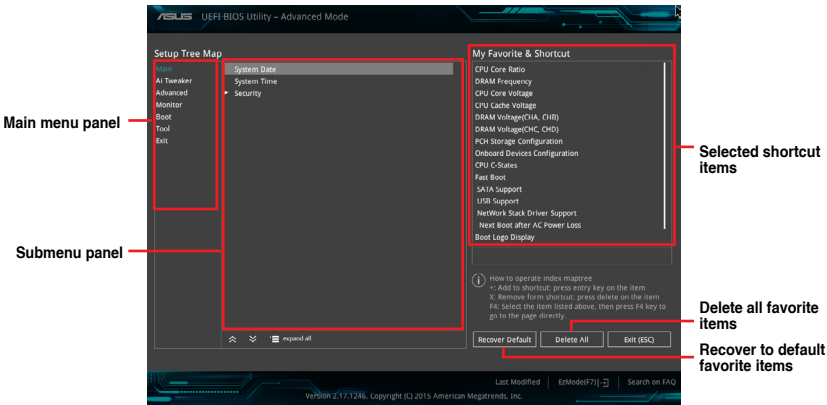 ASUS UEFI BIOS Utility – Advanced Mode
Setup Tree Map
Main
Ai Tweaker
Advanced
Monitor
Boot
Tool
Exit
System Date
System Time
Security
My Favorite & Shortcut
CPU Core Ratio
DRAM Frequency
CPU Core Voltage
CPU Cache Voltage
DRAM Voltage(CHA, CHB)
DRAM Voltage(CHC, CHD)
PCH Storage Configuration
Onboard Devices Configuration
CPU C-States
Fast Boot
SATA Support
USB Support
NetWork Stack Driver Support
Next Boot after AC Power Loss
Boot Logo Display
How to operate index maptree
+: Add to shortcut: press entry key on the item
X: Remove form shortcut: press delete on the item
F4: Select the item listed above, then press F4 key to
go to the page directly.
expand all
Recover Default
Delete All
Exit (ESC)
Last Modified
EzMode(F7)
Search on FAQ
Version 2.17.1246. Copyright (C) 2015 American Megatrends, Inc.
Main menu panel
Submenu panel
Selected shortcut
items
Delete all favorite
items
Recover to default
favorite items